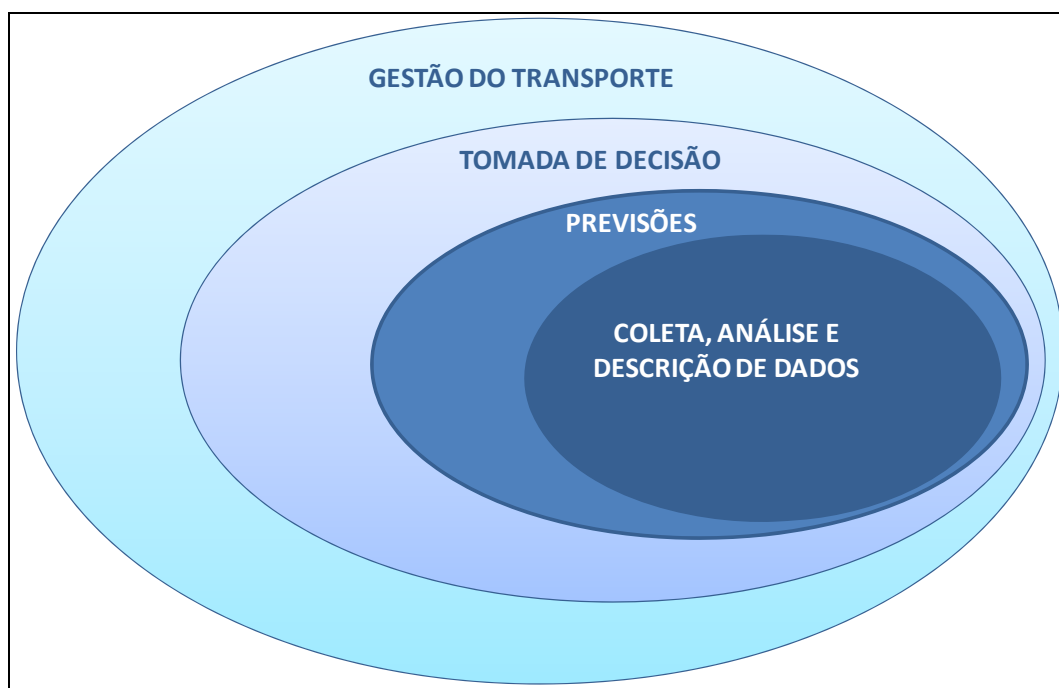 GESTÃO DO TRANSPORTE
TOMADA DE DECISÃO
PREVISÕES
COLETA, ANÁLISE E
DESCRIÇÃO DE DADOS